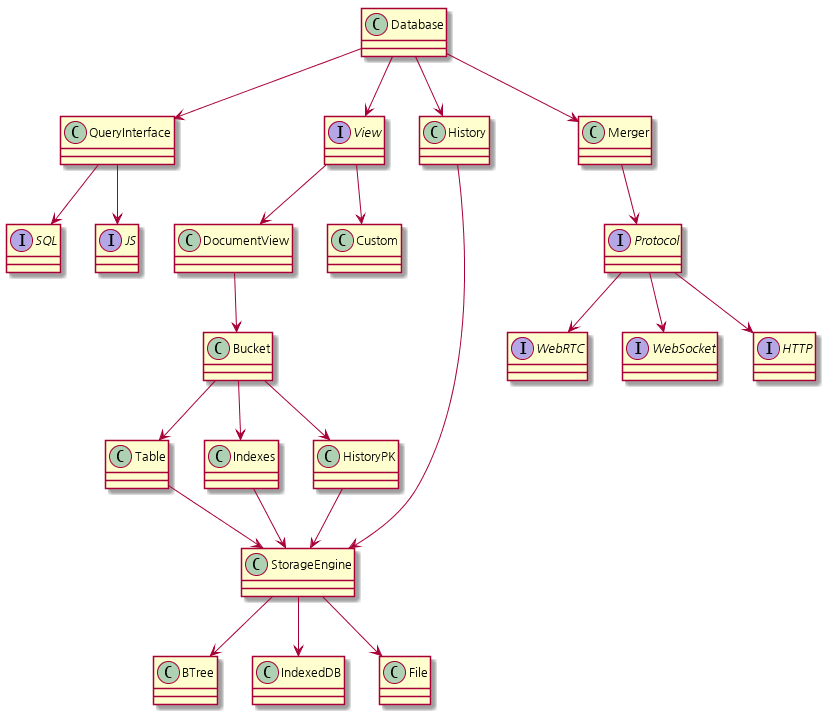 C Database
C QueryInterface
I View
C History
C Merger
I SQL
I JS
C DocumentView
C Custom
I Protocol
C Bucket
I WebRTC
I WebSocket
I HTTP
C Table
C Indexes
C HistoryPK
C StorageEngine
C BTree
C IndexedDB
C File